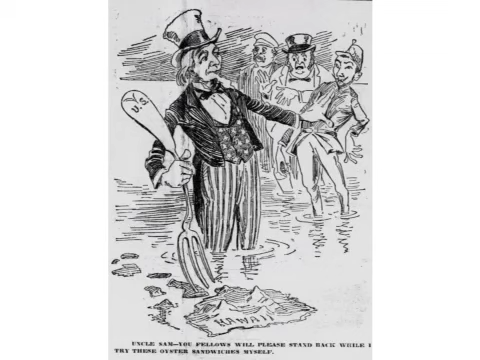 U.S.
HAWAII
UNCLE SAM—YOU FELLOWS WILL PLEASE STAND BACK WHILE I
TRY THESE OYSTER SANDWICHES MYSELF.